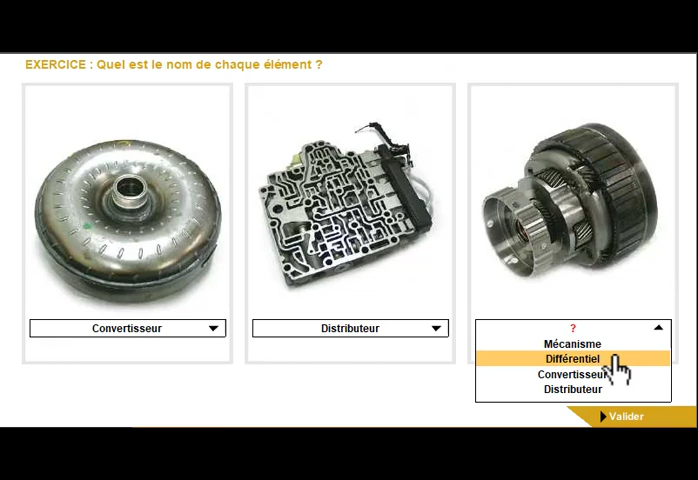 EXERCICE : Quel est le nom de chaque élément ?
Convertisseur
Distributeur
?
Mécanisme
Différentiel
Convertisseur
Distributeur
Valider